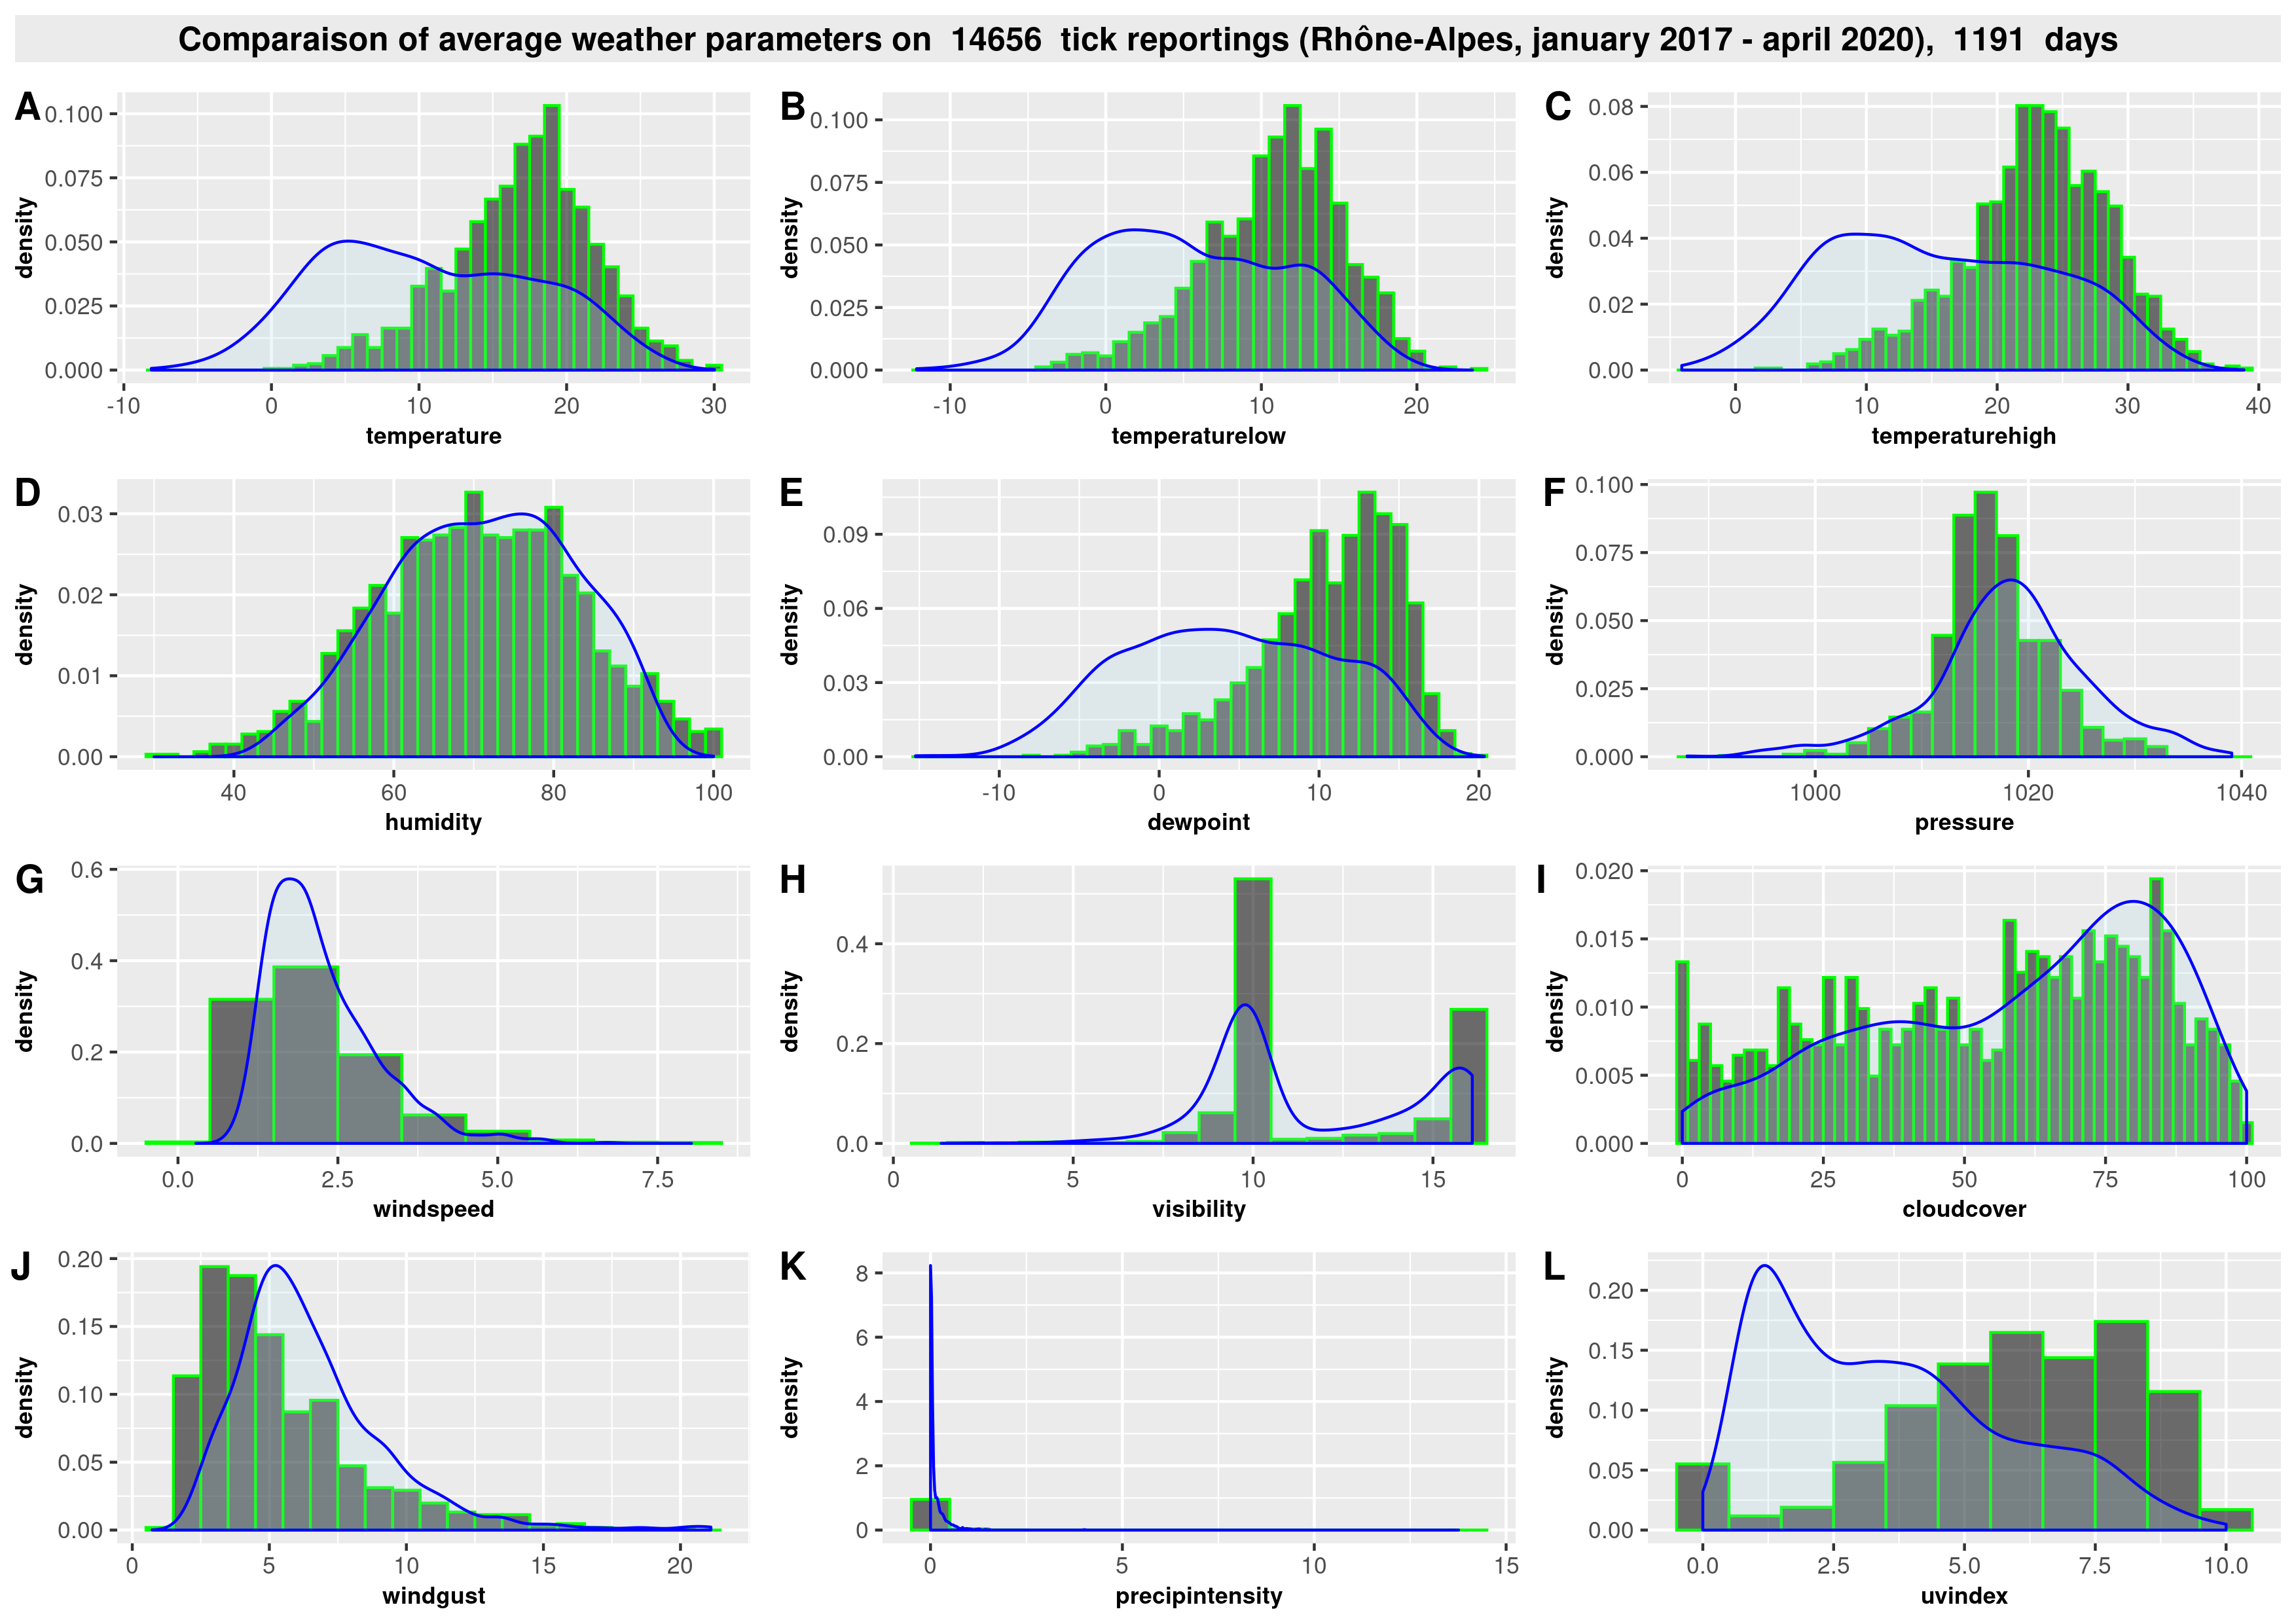 Comparaison of average weather parameters on 14656 tick reportings (Rhône-Alpes, january 2017 - april 2020), 1191 days
A
density
0.100
0.075
0.050
0.025
0.000
-10 0 10 20 30
temperature
B
density
0.100
0.075
0.050
0.025
0.000
-10 0 10 20
temperaturelow
C
density
0.08
0.06
0.04
0.02
0.00
0 10 20 30 40
temperaturehigh
D
density
0.03
0.02
0.01
0.00
40 60 80 100
humidity
E
density
0.09
0.06
0.03
0.00
-10 0 10 20
dewpoint
F
density
0.100
0.075
0.050
0.025
0.000
1000 1020 1040
pressure
G
density
0.6
0.4
0.2
0.0
0.0 2.5 5.0 7.5
windspeed
H
density
0.4
0.2
0.0
0 5 10 15
visibility
I
density
0.020
0.015
0.010
0.005
0.000
0 25 50 75 100
cloudcover
J
density
0.20
0.15
0.10
0.05
0.00
0 5 10 15 20
windgust
K
density
8
6
4
2
0
0 5 10 15
precipintensity
L
density
0.20
0.15
0.10
0.05
0.00
0.0 2.5 5.0 7.5 10.0
uvindex